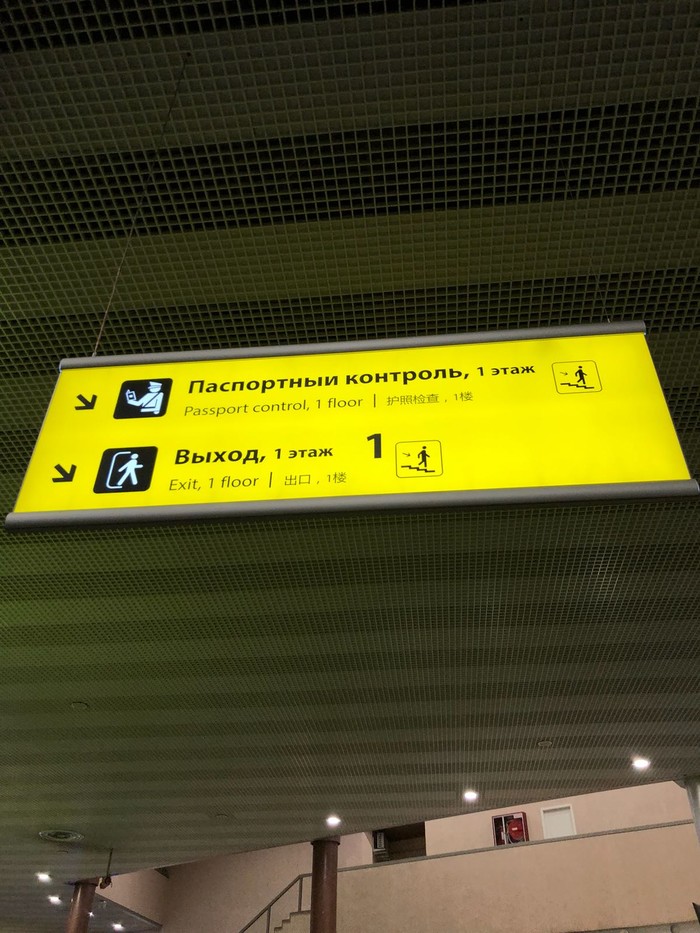 Паспортный контроль, 1 этаж
Passport control, 1 floor | 护照检查，1楼
Выход, 1 этаж 1
Exit, 1 floor | 出口，1楼